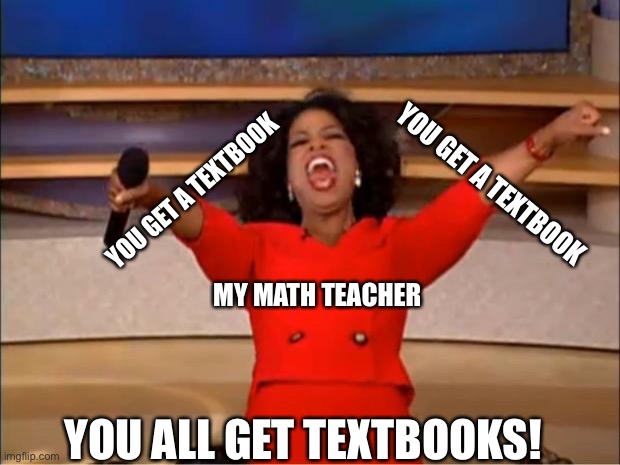 YOU GET A TEXTBOOK
YOU GET A TEXTBOOK
MY MATH TEACHER
YOU ALL GET TEXTBOOKS!
imgflip.com